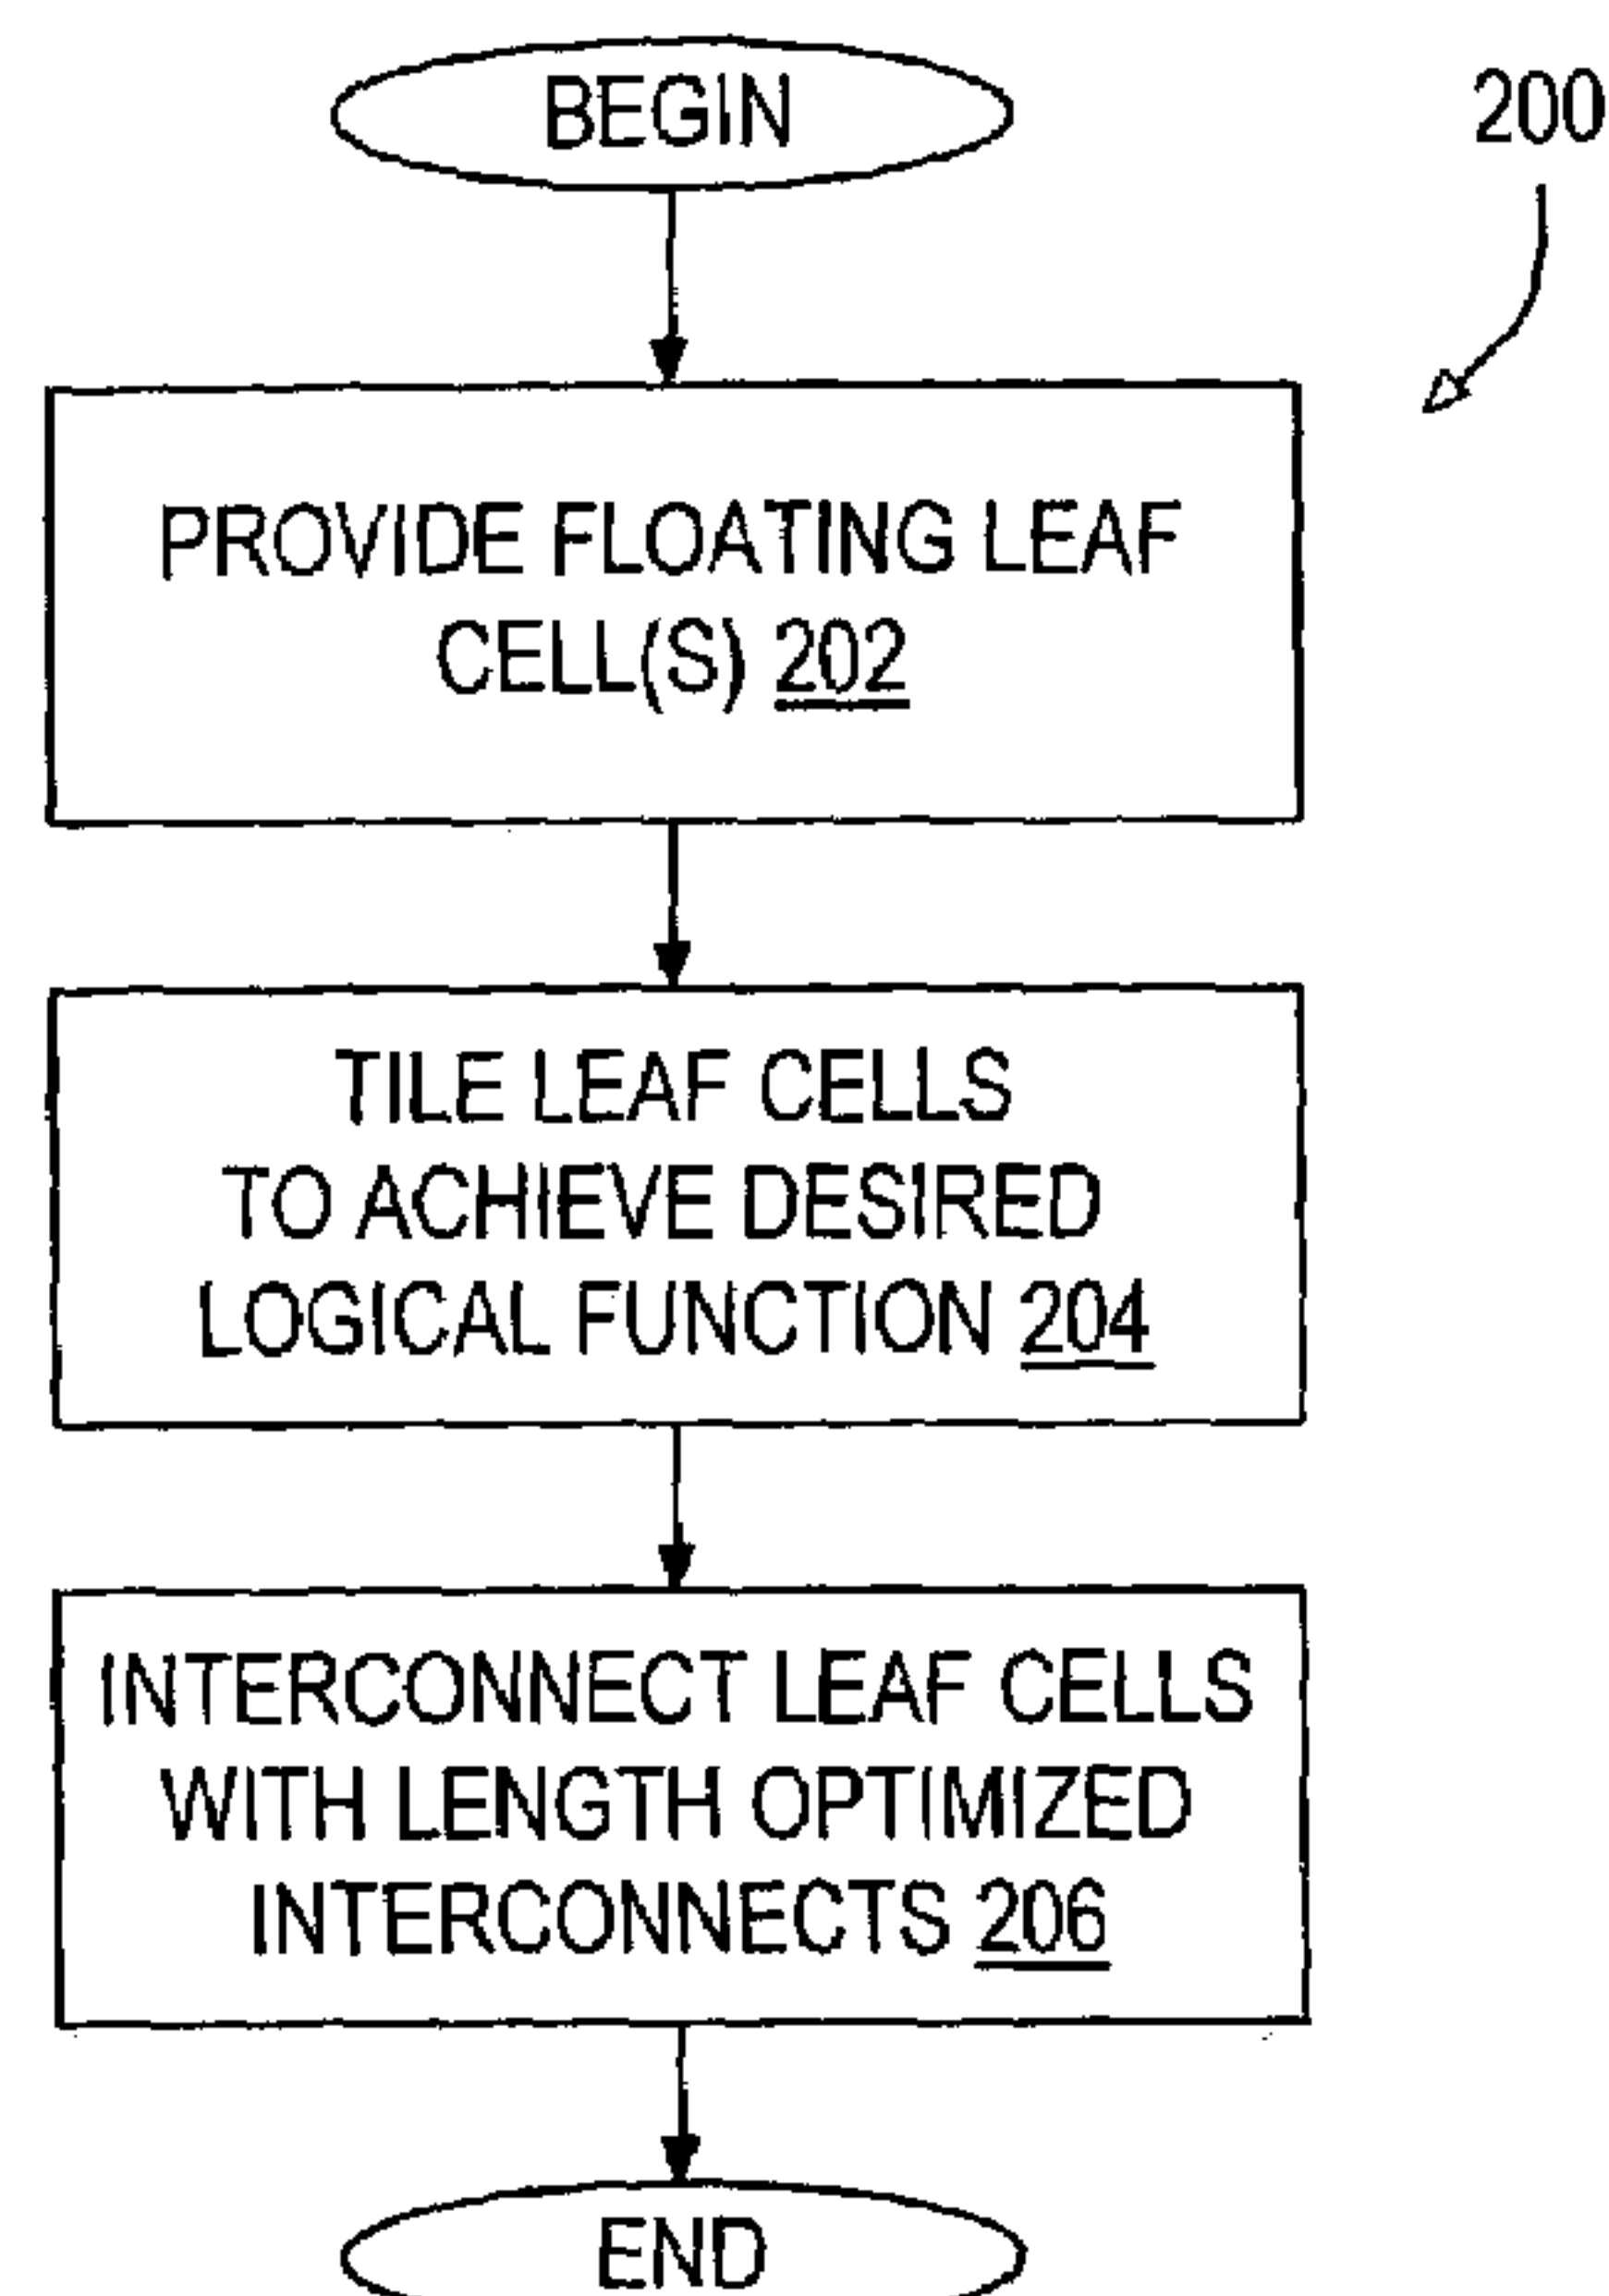 BEGIN
200
PROVIDE FLOATING LEAF
CELL(S) 202
TILE LEAF CELLS
TO ACHIEVE DESIRED
LOGICAL FUNCTION 204
INTERCONNECT LEAF CELLS
WITH LENGTH OPTIMIZED
INTERCONNECTS 206
END